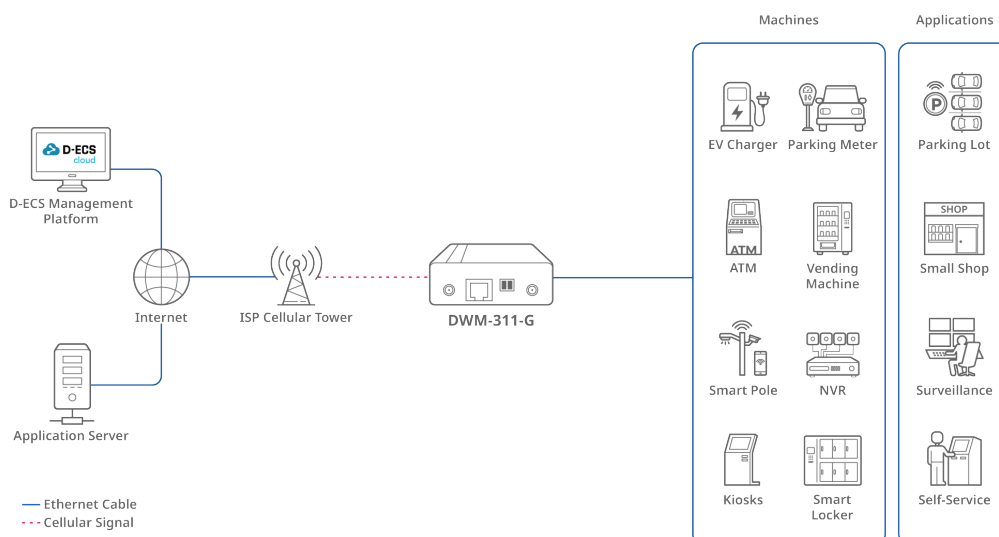 Machines
Applications
EV Charger
Parking Meter
P
Parking Lot
D-ECS
cloud
D-ECS Management
Platform
ATM
ATM
Vending
Machine
SHOP
Small Shop
Internet
ISP Cellular Tower
DWM-311-G
Smart Pole
NVR
Surveillance
Application Server
Kiosks
Smart
Locker
Self-Service
Ethernet Cable
Cellular Signal